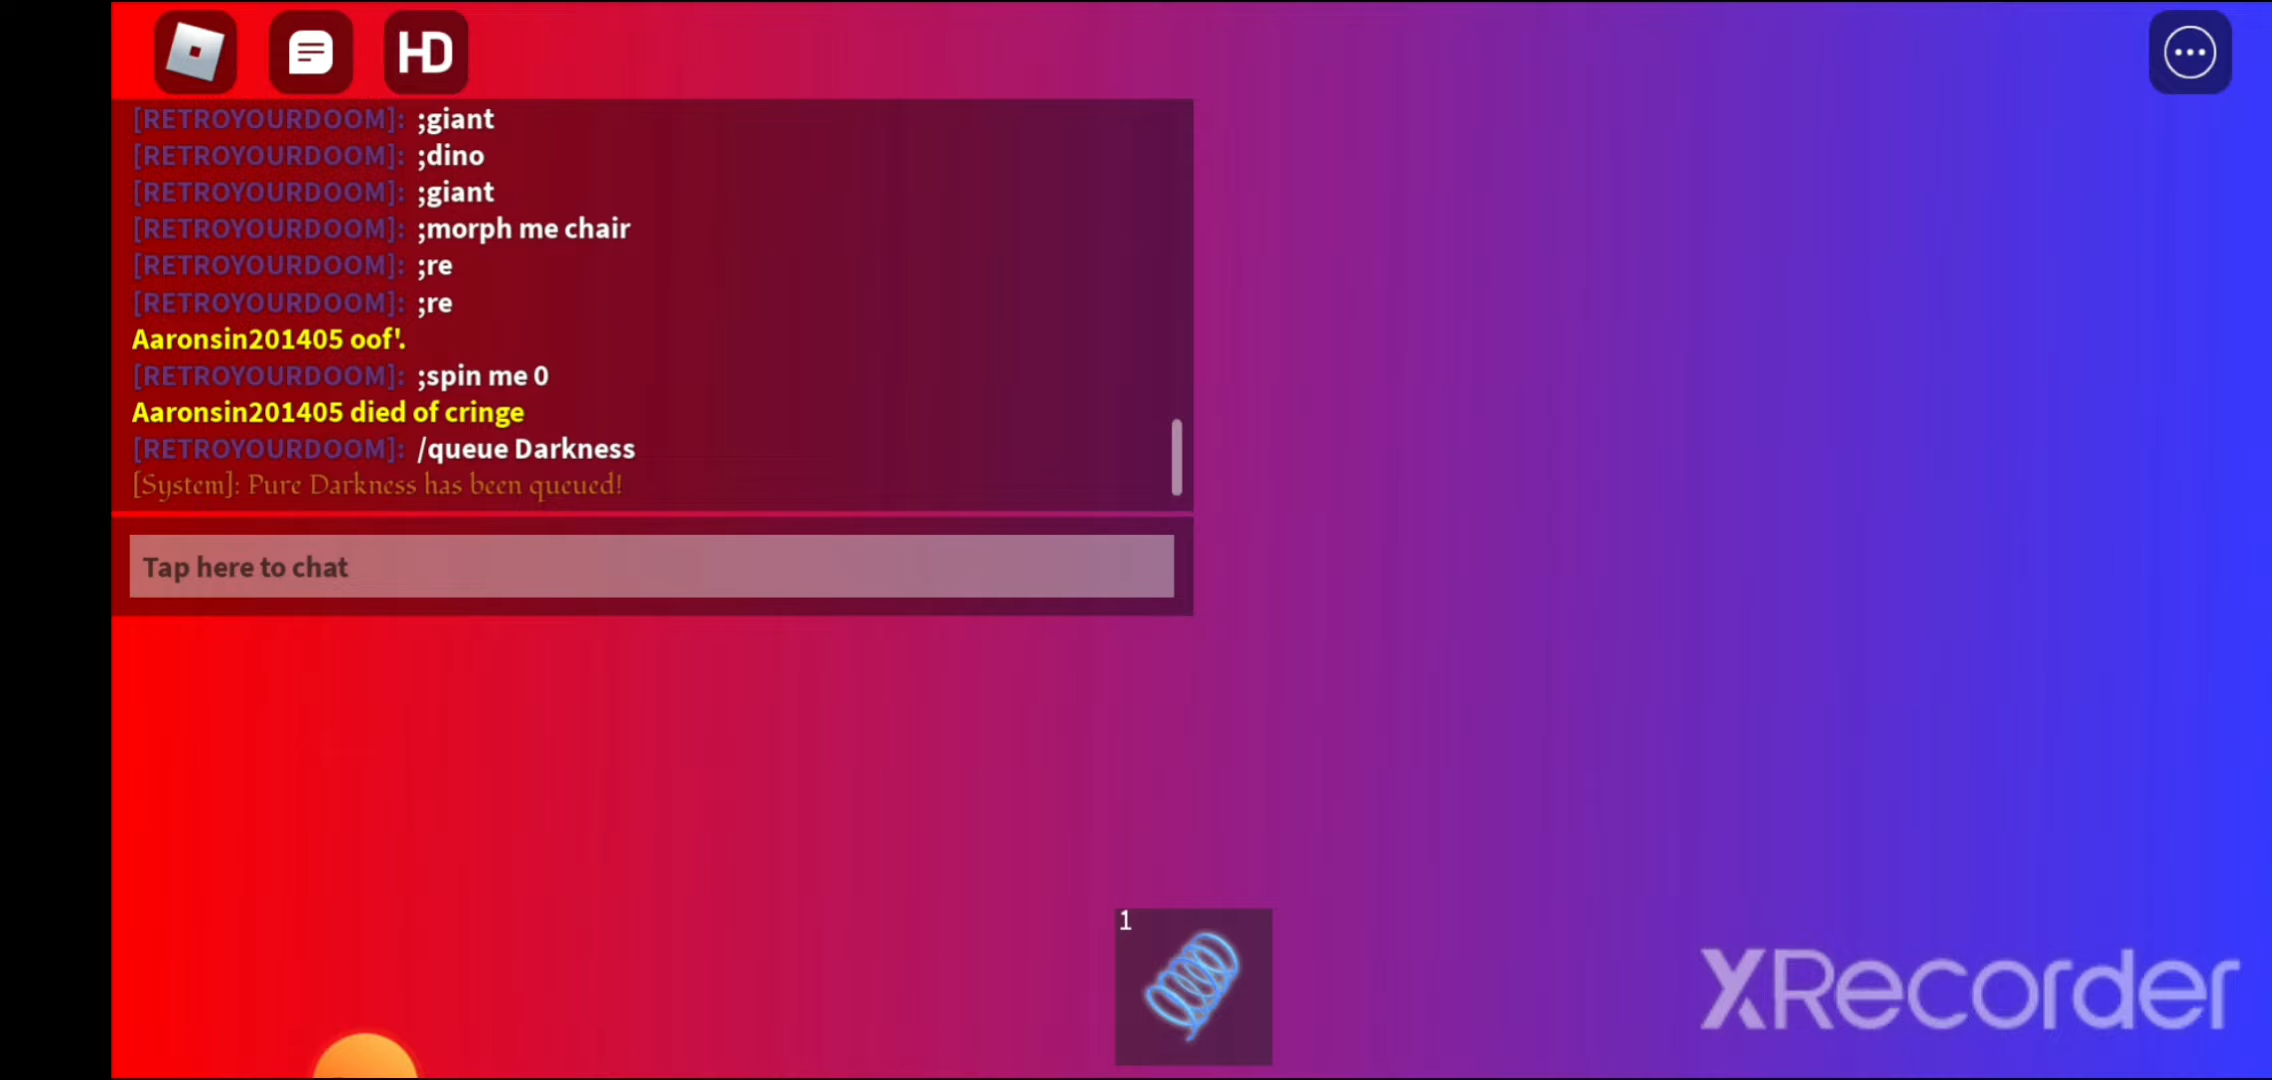 HD
[RETROYOURDOOM]: ;giant
[RETROYOURDOOM]: ;dino
[RETROYOURDOOM]: ;giant
[RETROYOURDOOM]: ;morph me chair
[RETROYOURDOOM]: ;re
[RETROYOURDOOM]: ;re
Aaronsin201405 oof'.
[RETROYOURDOOM]: ;spin me 0
Aaronsin201405 died of cringe
[RETROYOURDOOM]: /queue Darkness
[System]: Pure Darkness has been queued!
Tap here to chat
1
XRecorder